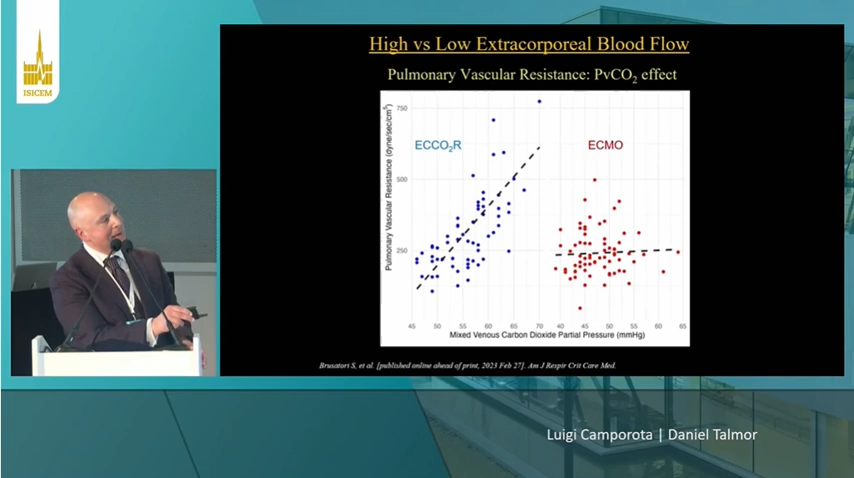 ISICEM
High vs Low Extracorporeal Blood Flow
Pulmonary Vascular Resistance: PvCO₂ effect
Pulmonary Vascular Resistance (dyne/sec/cm⁵)
750
500
250
ECCO₂R
ECMO
45 50 55 60 65 70 40 45 50 55 60 65
Mixed Venous Carbon Dioxide Partial Pressure (mmHg)
Brusatori S, et al. [published online ahead of print, 2023 Feb 27]. Am J Respir Crit Care Med.
Luigi Camporota | Daniel Talmor